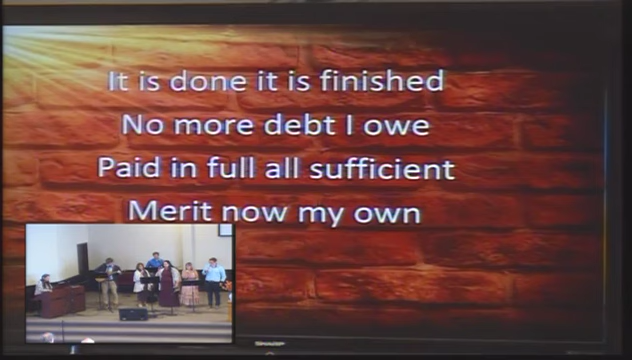 It is done it is finished
No more debt I owe
Paid in full all sufficient
Merit now my own